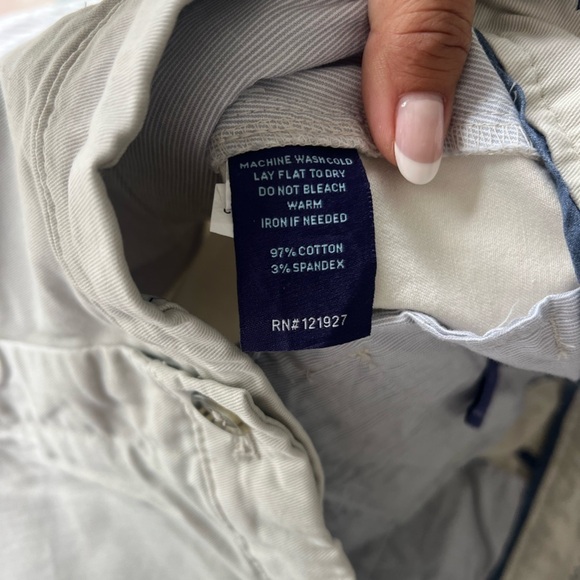 MACHINE WASH COLD
LAY FLAT TO DRY
DO NOT BLEACH
WARM
IRON IF NEEDED
97% COTTON
3% SPANDEX
RN#121927